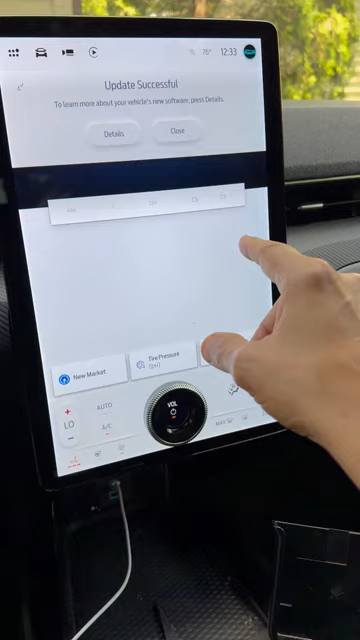 75° 12:33
Update Successful
To learn more about your vehicle's new software, press Details.
Details Close
New Market
Tire Pressure
(psi)
VOL
AUTO
LO
A/C
MAX